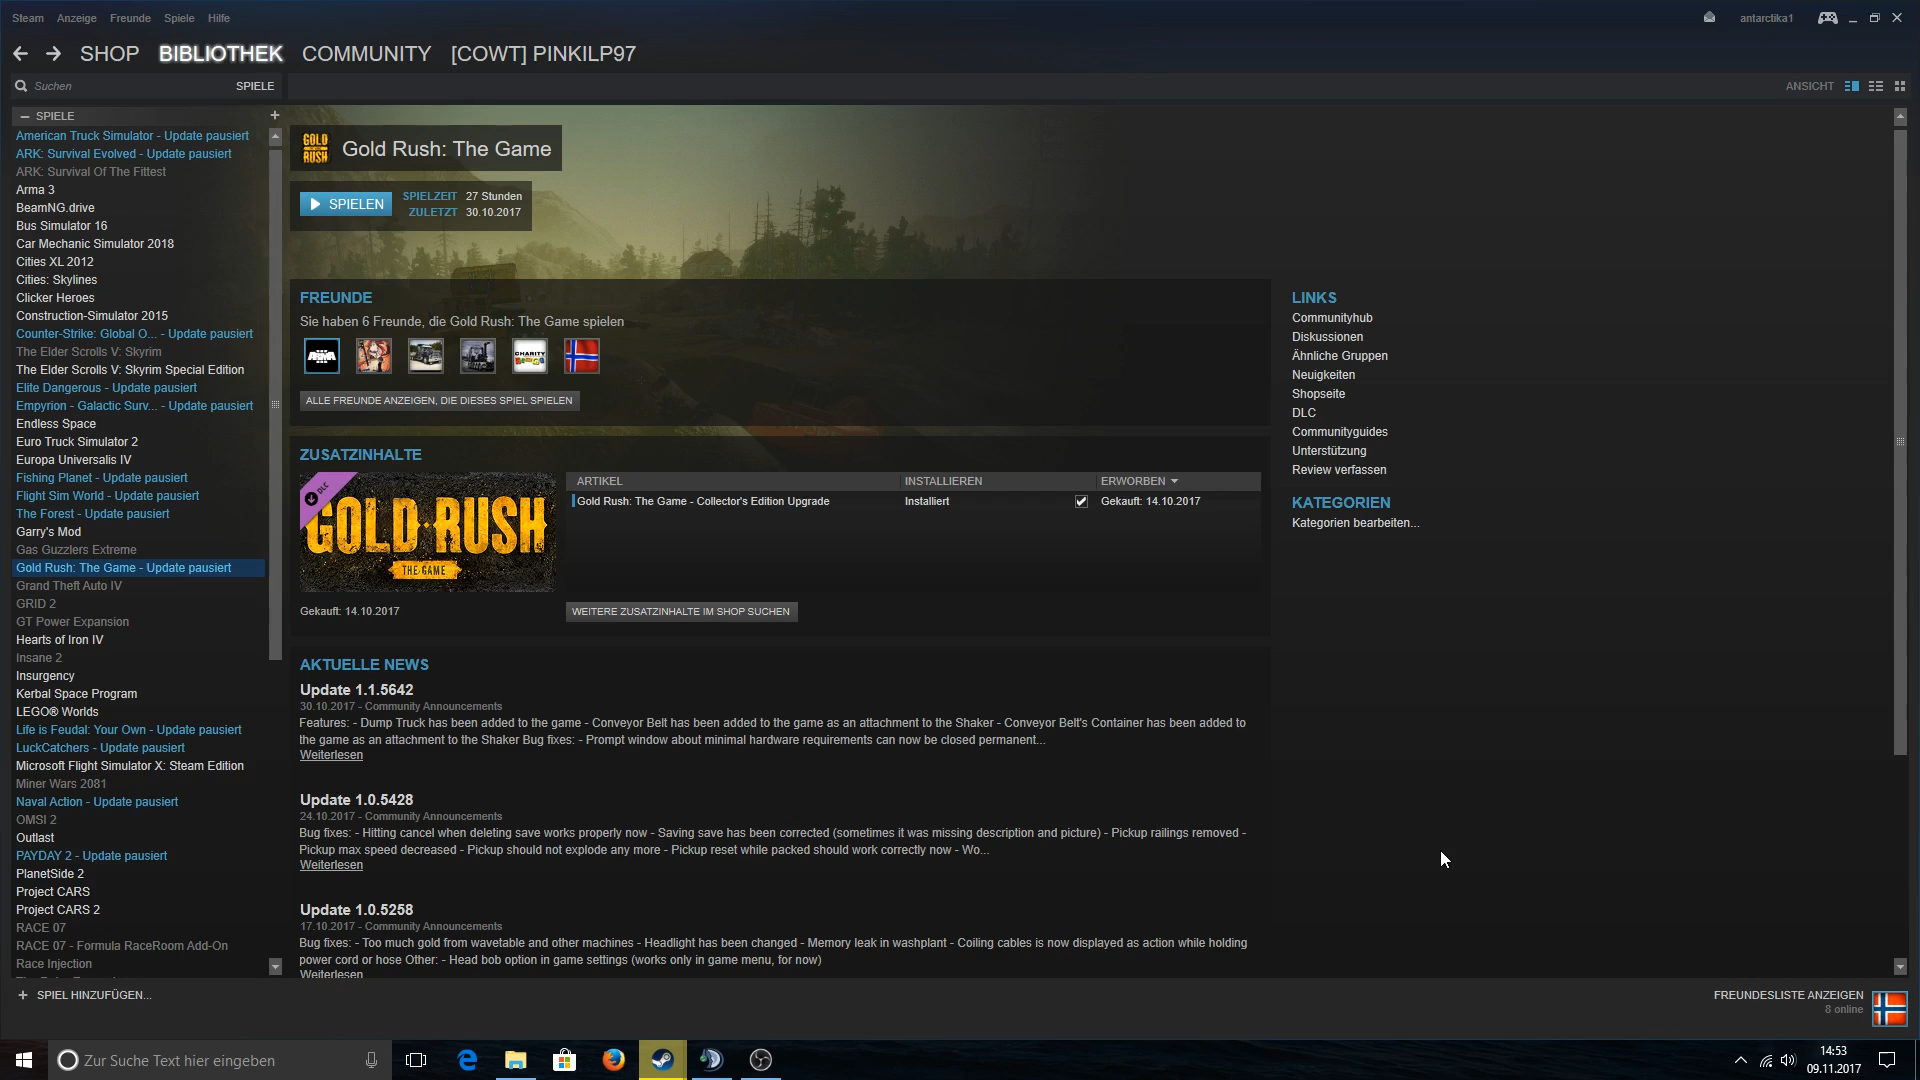 Steam Anzeige Freunde Spiele Hilfe
antarctika1
SHOP BIBLIOTHEK COMMUNITY [COWT] PINKILP97
Suchen SPIELE
ANSICHT
SPIELE
American Truck Simulator - Update pausiert
ARK: Survival Evolved - Update pausiert
ARK: Survival Of The Fittest
Arma 3
BeamNG.drive
Bus Simulator 16
Car Mechanic Simulator 2018
Cities XL 2012
Cities: Skylines
Clicker Heroes
Construction-Simulator 2015
Counter-Strike: Global O... - Update pausiert
The Elder Scrolls V: Skyrim
The Elder Scrolls V: Skyrim Special Edition
Elite Dangerous - Update pausiert
Empyrion - Galactic Surv... - Update pausiert
Endless Space
Euro Truck Simulator 2
Europa Universalis IV
Fishing Planet - Update pausiert
Flight Sim World - Update pausiert
The Forest - Update pausiert
Garry's Mod
Gas Guzzlers Extreme
Gold Rush: The Game - Update pausiert
Grand Theft Auto IV
GRID 2
GT Power Expansion
Hearts of Iron IV
Insane 2
Insurgency
Kerbal Space Program
LEGO® Worlds
Life is Feudal: Your Own - Update pausiert
LuckCatchers - Update pausiert
Microsoft Flight Simulator X: Steam Edition
Miner Wars 2081
Naval Action - Update pausiert
OMSI 2
Outlast
PAYDAY 2 - Update pausiert
PlanetSide 2
Project CARS
Project CARS 2
RACE 07
RACE 07 - Formula RaceRoom Add-On
Race Injection
GOLD RUSH
Gold Rush: The Game
SPIELEN
SPIELZEIT 27 Stunden
ZULETZT 30.10.2017
FREUNDE
Sie haben 6 Freunde, die Gold Rush: The Game spielen
ARMA
CHARITY
ALLE FREUNDE ANZEIGEN, DIE DIESES SPIEL SPIELEN
ZUSATZINHALTE
DLC
GOLD RUSH
THE GAME
Gekauft: 14.10.2017
ARTIKEL INSTALLIEREN ERWORBEN
Gold Rush: The Game - Collector's Edition Upgrade Installiert Gekauft: 14.10.2017
WEITERE ZUSATZINHALTE IM SHOP SUCHEN
AKTUELLE NEWS
Update 1.1.5642
30.10.2017 - Community Announcements
Features: - Dump Truck has been added to the game - Conveyor Belt has been added to the game as an attachment to the Shaker - Conveyor Belt's Container has been added to
the game as an attachment to the Shaker Bug fixes: - Prompt window about minimal hardware requirements can now be closed permanent...
Weiterlesen
Update 1.0.5428
24.10.2017 - Community Announcements
Bug fixes: - Hitting cancel when deleting save works properly now - Saving save has been corrected (sometimes it was missing description and picture) - Pickup railings removed -
Pickup max speed decreased - Pickup should not explode any more - Pickup reset while packed should work correctly now - Wo...
Weiterlesen
Update 1.0.5258
17.10.2017 - Community Announcements
Bug fixes: - Too much gold from wavetable and other machines - Headlight has been changed - Memory leak in washplant - Coiling cables is now displayed as action while holding
power cord or hose Other: - Head bob option in game settings (works only in game menu, for now)
Weiterlesen
LINKS
Communityhub
Diskussionen
Ähnliche Gruppen
Neuigkeiten
Shopseite
DLC
Communityguides
Unterstützung
Review verfassen
KATEGORIEN
Kategorien bearbeiten...
SPIEL HINZUFÜGEN...
FREUNDESLISTE ANZEIGEN
8 online
Zur Suche Text hier eingeben
14:53
09.11.2017